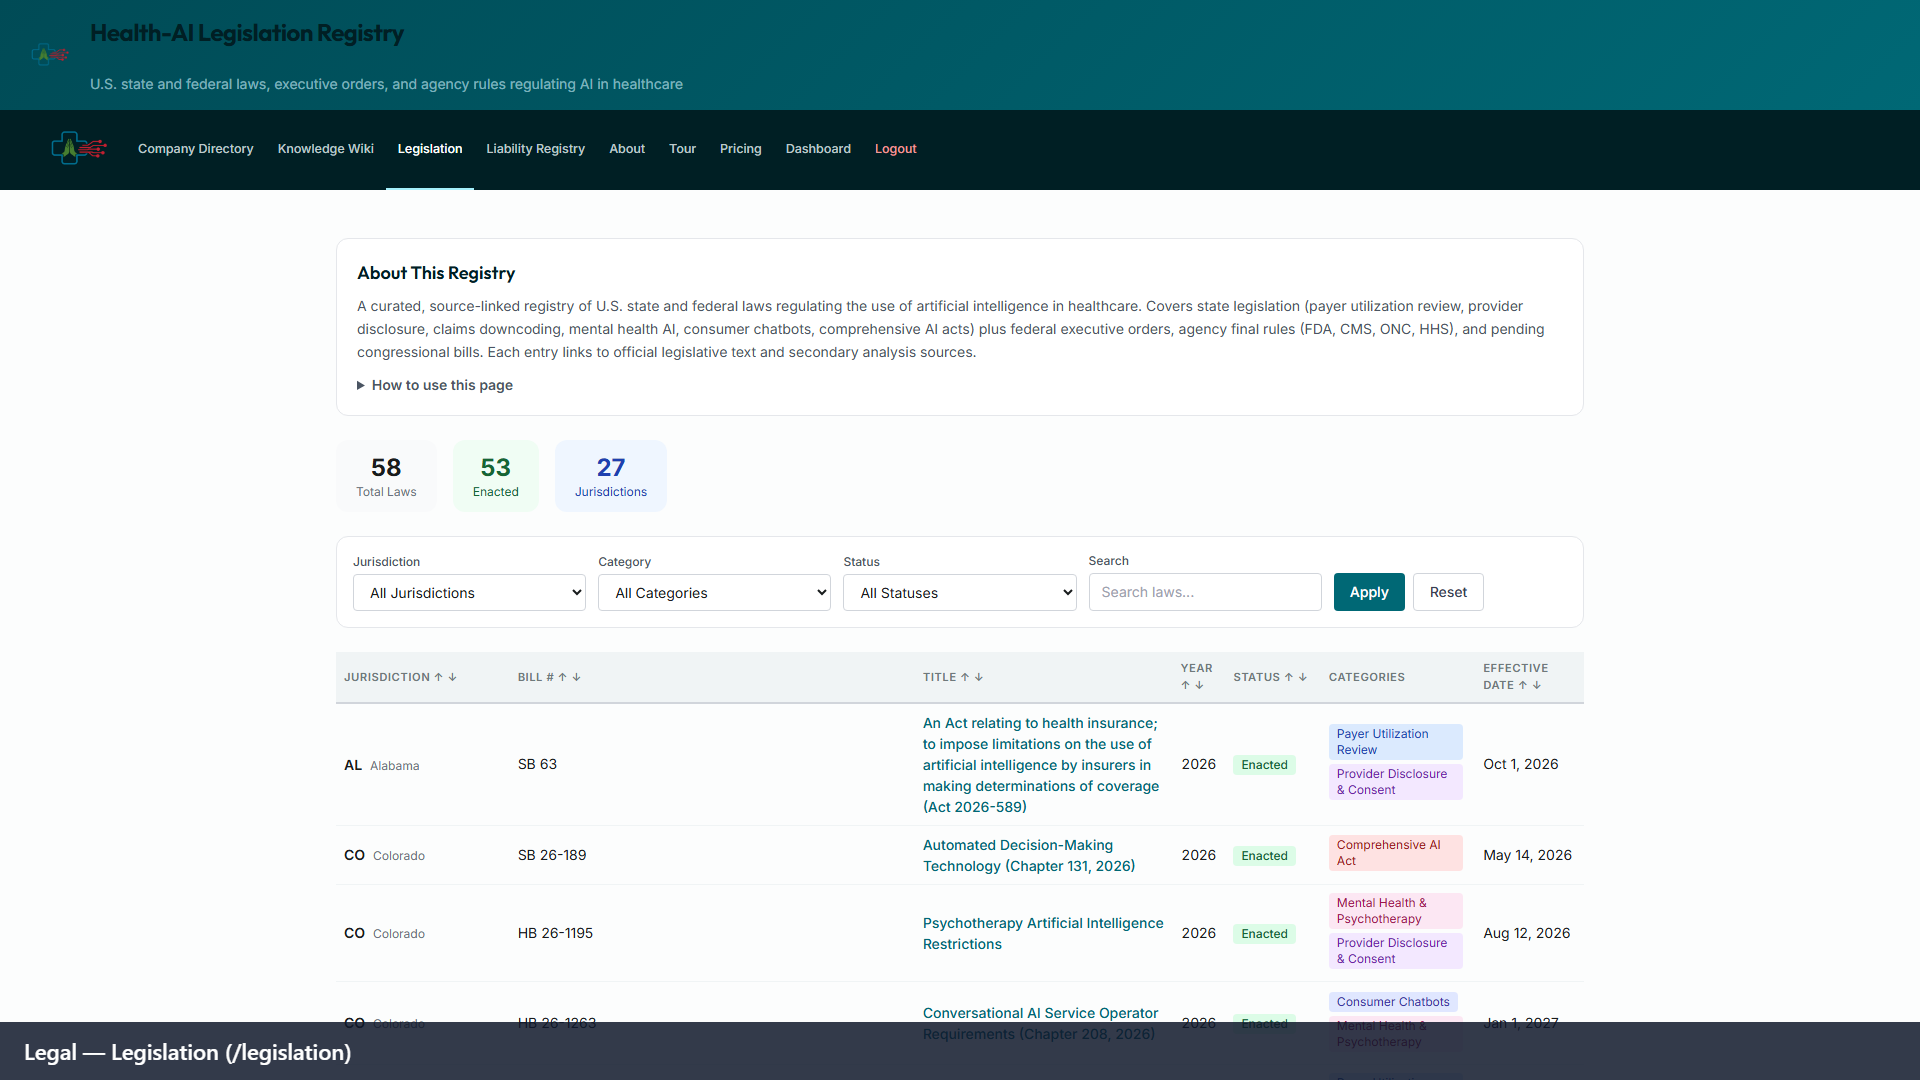 Health-AI Legislation Registry
U.S. state and federal laws, executive orders, and agency rules regulating AI in healthcare
Company Directory
Knowledge Wiki
Legislation
Liability Registry
About
Tour
Pricing
Dashboard
Logout
About This Registry
A curated, source-linked registry of U.S. state and federal laws regulating the use of artificial intelligence in healthcare. Covers state legislation (payer utilization review, provider
disclosure, claims downcoding, mental health AI, consumer chatbots, comprehensive AI acts) plus federal executive orders, agency final rules (FDA, CMS, ONC, HHS), and pending
congressional bills. Each entry links to official legislative text and secondary analysis sources.
▶ How to use this page
58
Total Laws
53
Enacted
27
Jurisdictions
Jurisdiction
All Jurisdictions
Category
All Categories
Status
All Statuses
Search
Search laws...
Apply
Reset
JURISDICTION ↑ ↓
BILL # ↑ ↓
TITLE ↑ ↓
YEAR
↑ ↓
STATUS ↑ ↓
CATEGORIES
EFFECTIVE
DATE ↑ ↓
AL Alabama
SB 63
An Act relating to health insurance;
to impose limitations on the use of
artificial intelligence by insurers in
making determinations of coverage
(Act 2026-589)
2026
Enacted
Payer Utilization
Review
Provider Disclosure
& Consent
Oct 1, 2026
CO Colorado
SB 26-189
Automated Decision-Making
Technology (Chapter 131, 2026)
2026
Enacted
Comprehensive AI
Act
May 14, 2026
CO Colorado
HB 26-1195
Psychotherapy Artificial Intelligence
Restrictions
2026
Enacted
Mental Health &
Psychotherapy
Provider Disclosure
& Consent
Aug 12, 2026
CO Colorado
HB 26-1263
Conversational AI Service Operator
Requirements (Chapter 208, 2026)
2026
Enacted
Consumer Chatbots
Mental Health &
Psychotherapy
Jan 1, 2027
Legal — Legislation (/legislation)